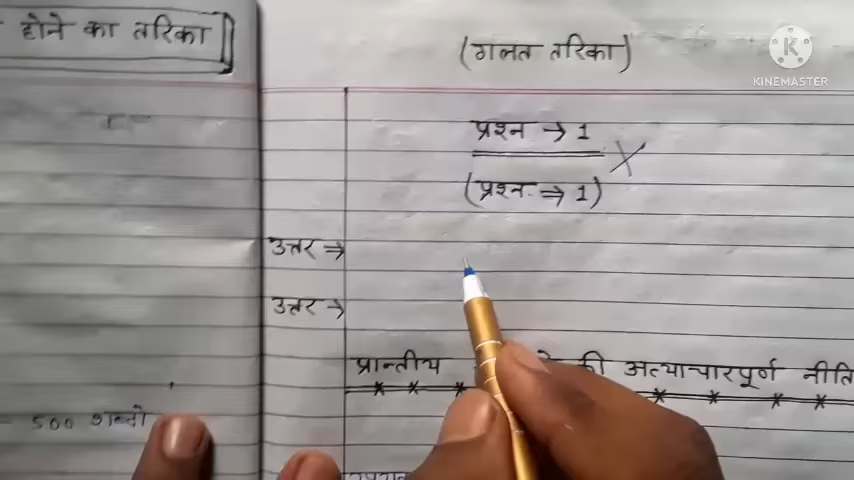 होने का तरिका
500 शब्दो
(गलत तरिका)
प्रश्न → 1
(प्रश्न ⇒ 1)
उत्तर ⇒
उत्तर →
प्रान्तीय की अत्याचारपूर्ण नीति
KINEMASTER